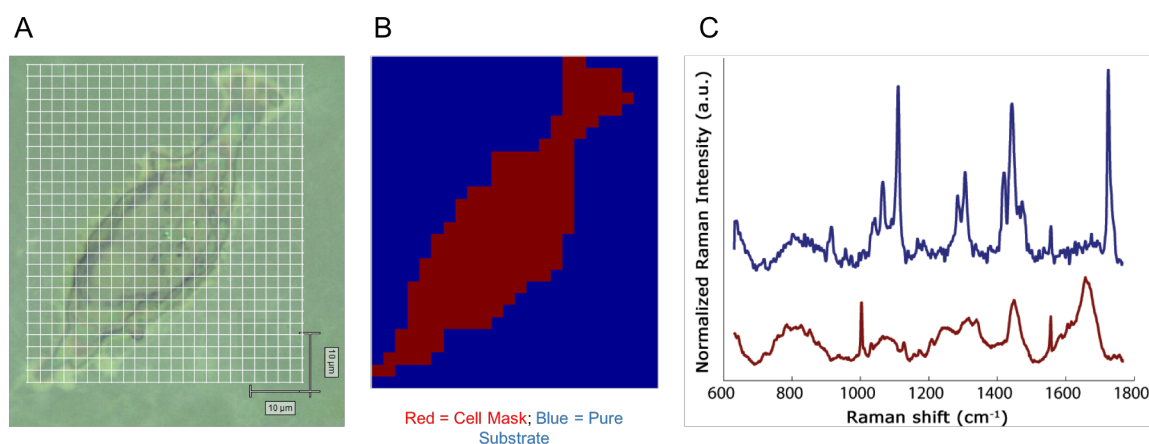 A
B
C
10 µm
10 µm
Red = Cell Mask; Blue = Pure
Substrate
Normalized Raman Intensity (a.u.)
600 800 1000 1200 1400 1600 1800
Raman shift (cm⁻¹)